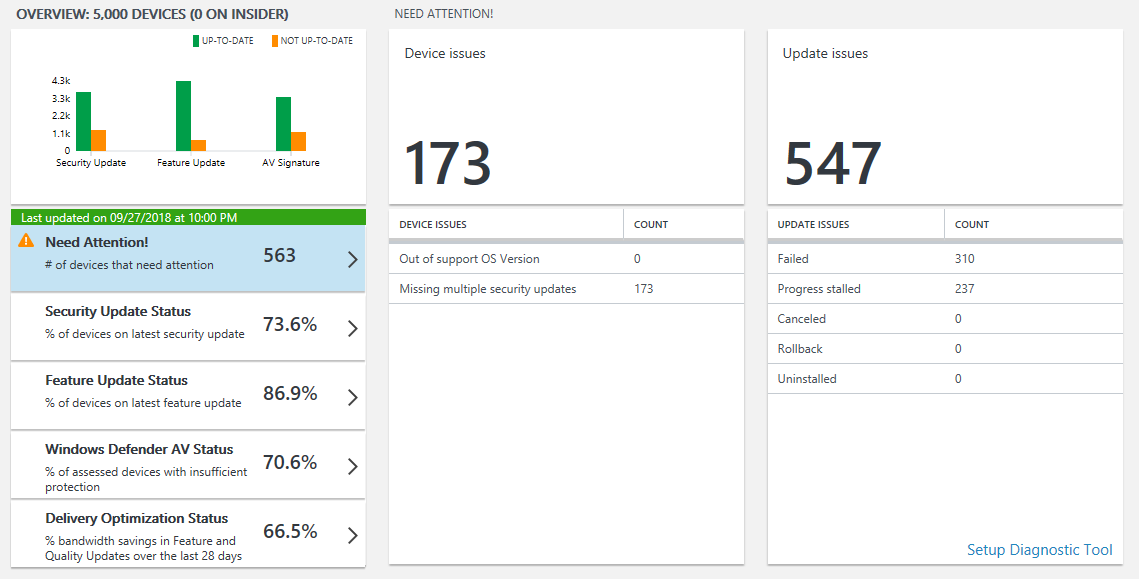 OVERVIEW: 5,000 DEVICES (0 ON INSIDER)
UP-TO-DATE NOT UP-TO-DATE
4.3k
3.3k
2.2k
1.1k
0
Security Update Feature Update AV Signature
Last updated on 09/27/2018 at 10:00 PM
Need Attention!
# of devices that need attention
563
Security Update Status
% of devices on latest security update
73.6%
Feature Update Status
% of devices on latest feature update
86.9%
Windows Defender AV Status
% of assessed devices with insufficient
protection
70.6%
Delivery Optimization Status
% bandwidth savings in Feature and
Quality Updates over the last 28 days
66.5%
NEED ATTENTION!
Device issues
173
DEVICE ISSUES COUNT
Out of support OS Version 0
Missing multiple security updates 173
Update issues
547
UPDATE ISSUES COUNT
Failed 310
Progress stalled 237
Canceled 0
Rollback 0
Uninstalled 0
Setup Diagnostic Tool